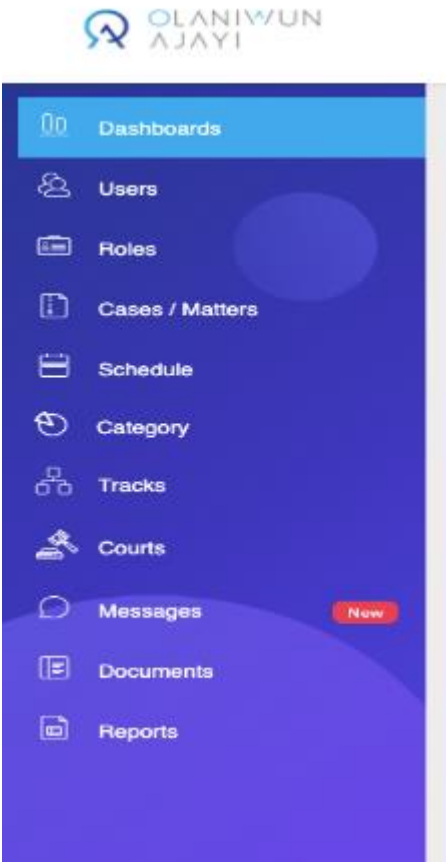 OLANIWUN
AJAYI
Dashboards
Users
Roles
Cases / Matters
Schedule
Category
Tracks
Courts
Messages New
Documents
Reports